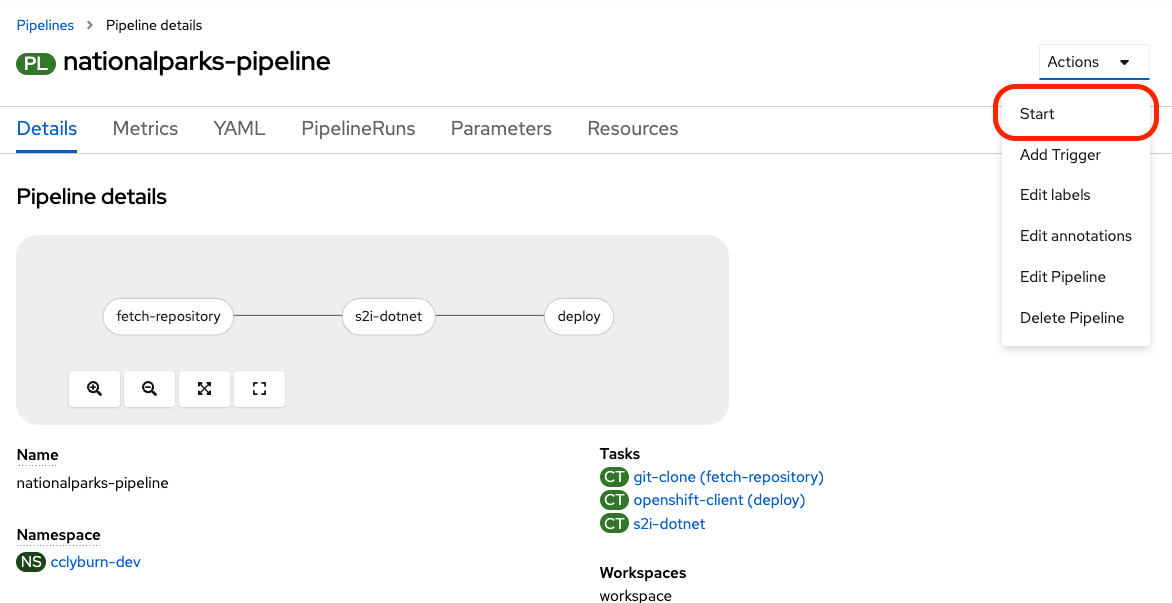 Pipelines > Pipeline details
PL nationalparks-pipeline
Actions
Start
Add Trigger
Edit labels
Edit annotations
Edit Pipeline
Delete Pipeline
Details Metrics YAML PipelineRuns Parameters Resources
Pipeline details
fetch-repository s2i-dotnet deploy
Name
nationalparks-pipeline
Namespace
NS cclyburn-dev
Tasks
CT git-clone (fetch-repository)
CT openshift-client (deploy)
CT s2i-dotnet
Workspaces
workspace